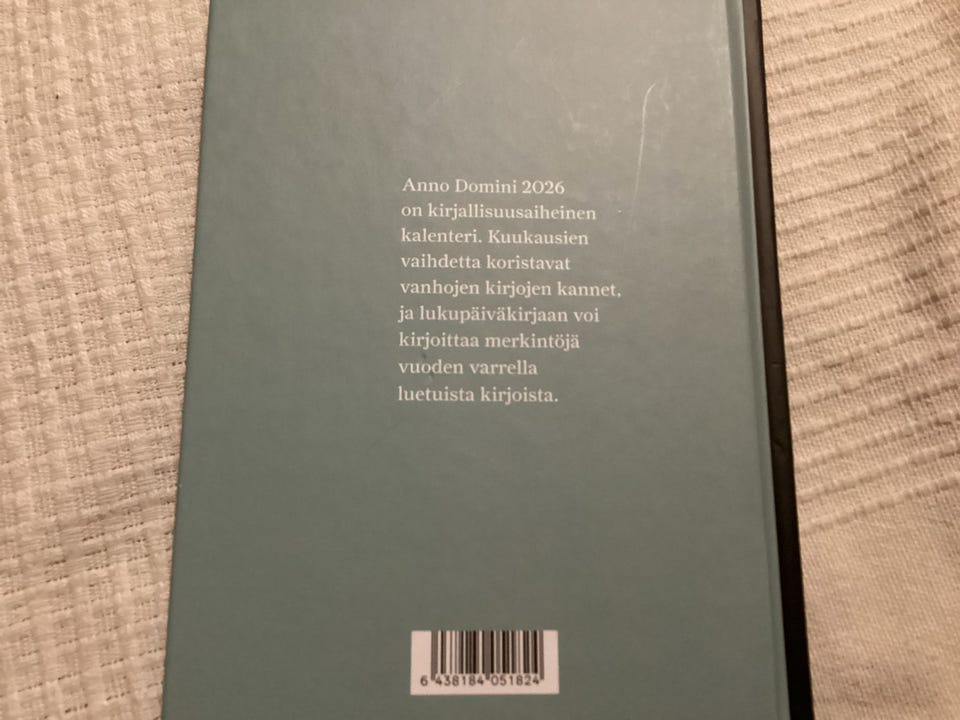 Anno Domini 2026
on kirjallisuusaiheinen
kalenteri. Kuukausien
vaihdetta koristavat
vanhojen kirjojen kannet,
ja lukupäiväkirjaan voi
kirjoittaa merkintöjä
vuoden varrella
luetuista kirjoista.
6 438184 051824